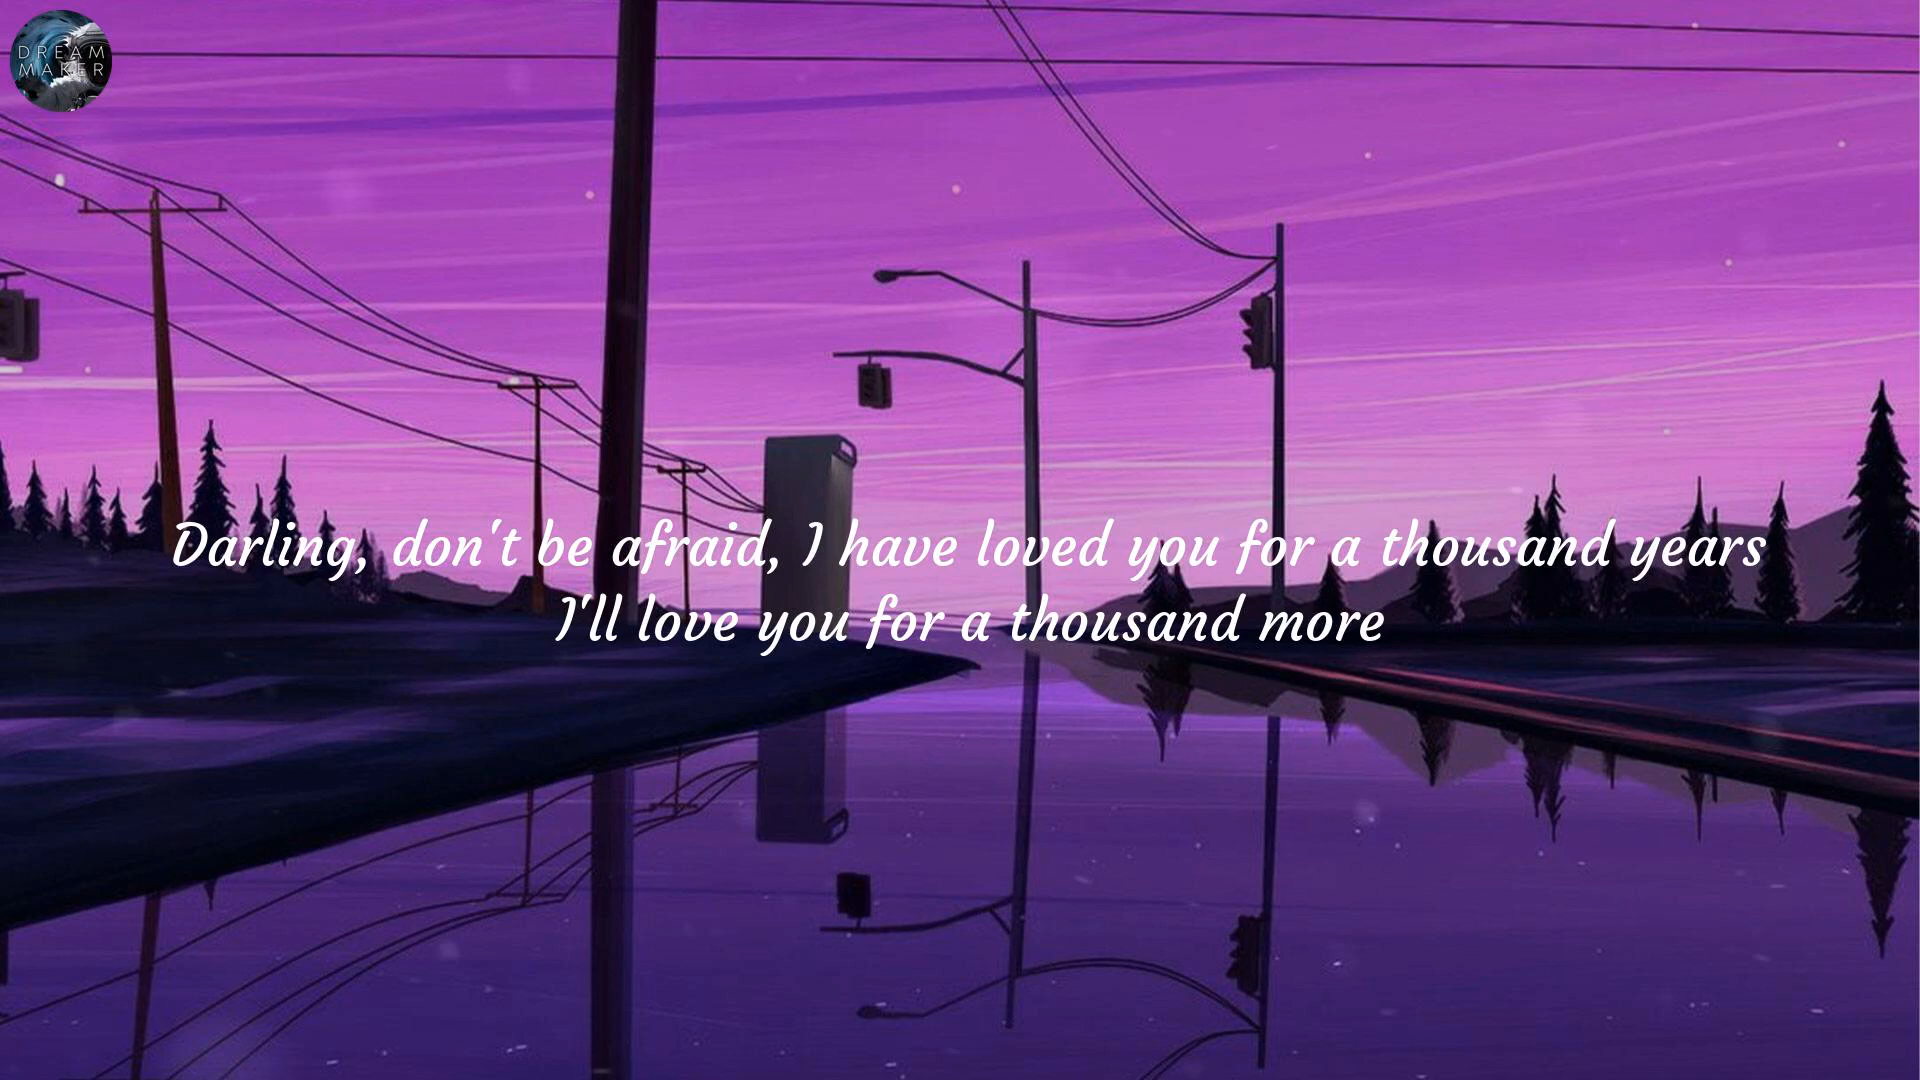 DREAM
MAKER
Darling, don't be afraid, I have loved you for a thousand years
I'll love you for a thousand more